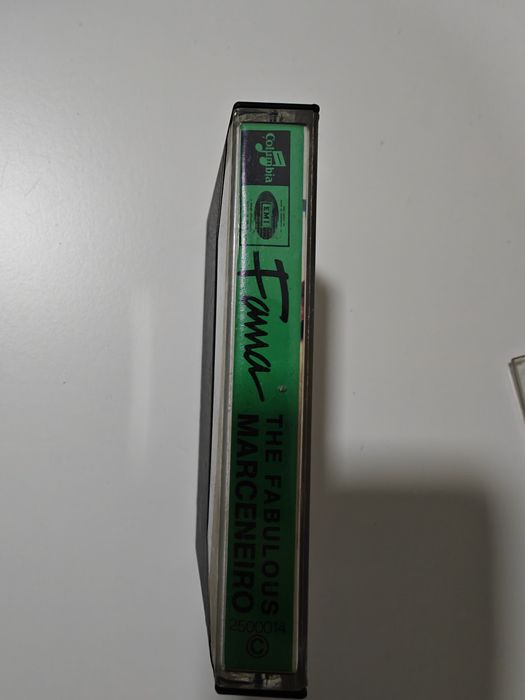 Columbia
EMI
Fama
THE FABULOUS
MARCENEIRO
2500014
©